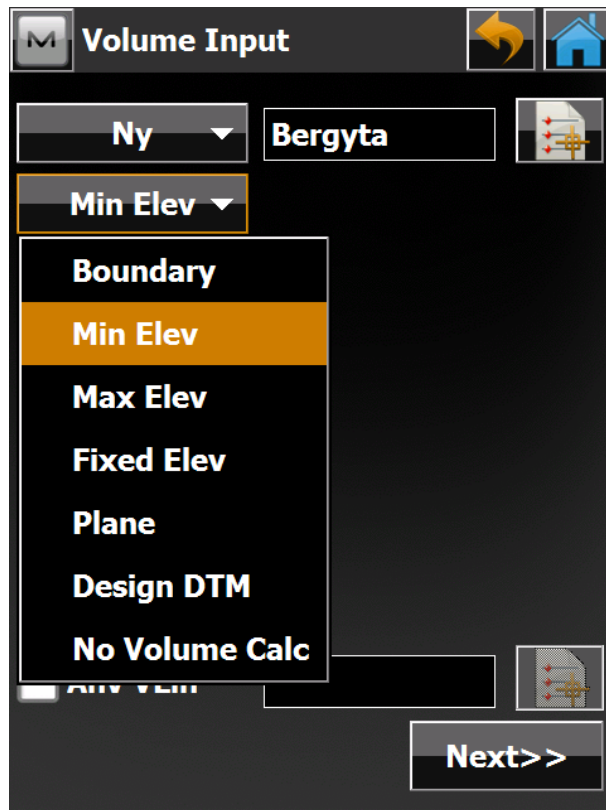 Volume Input
Ny Bergyta
Min Elev
Boundary
Min Elev
Max Elev
Fixed Elev
Plane
Design DTM
No Volume Calc
Next>>